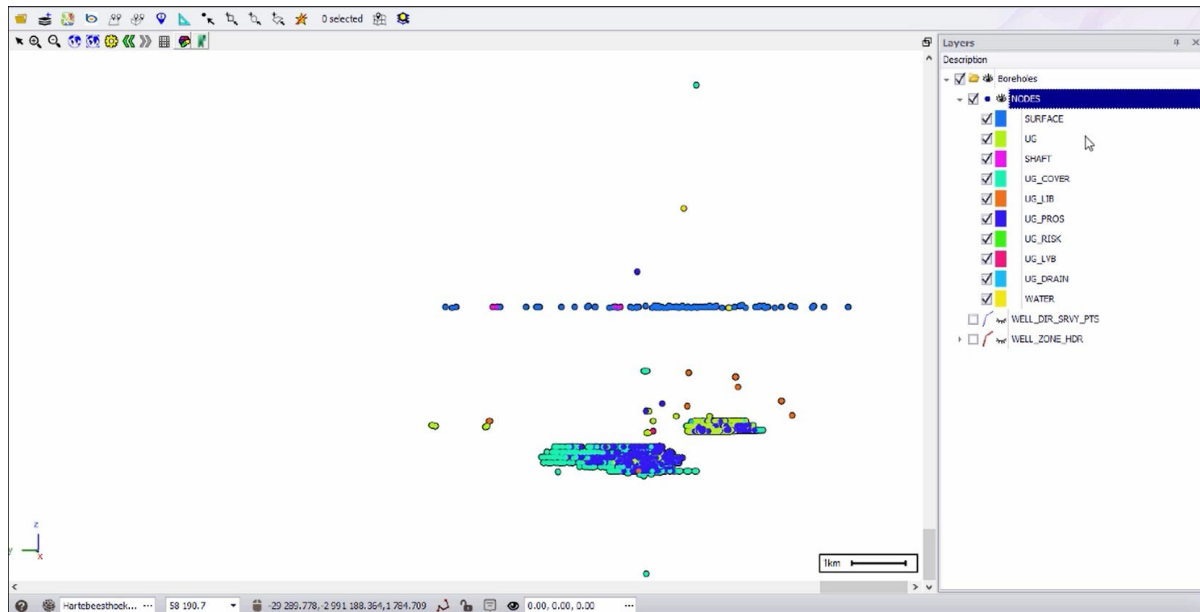 0 selected
Layers
Description
Boreholes
NODES
SURFACE
UG
SHAFT
UG_COVER
UG_LIB
UG_PROS
UG_RISK
UG_LVB
UG_DRAIN
WATER
WELL_DIR_SRVY_PTS
WELL_ZONE_HDR
z
y
x
1km
Hartebeesthoek... ... 58 190.7 -29 289.778,-2 991 188.364,1 784.709 0.00, 0.00, 0.00 ...